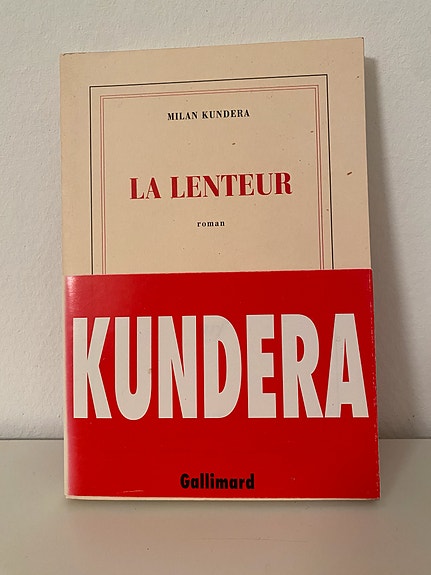 MILAN KUNDERA
LA LENTEUR
roman
KUNDERA
Gallimard